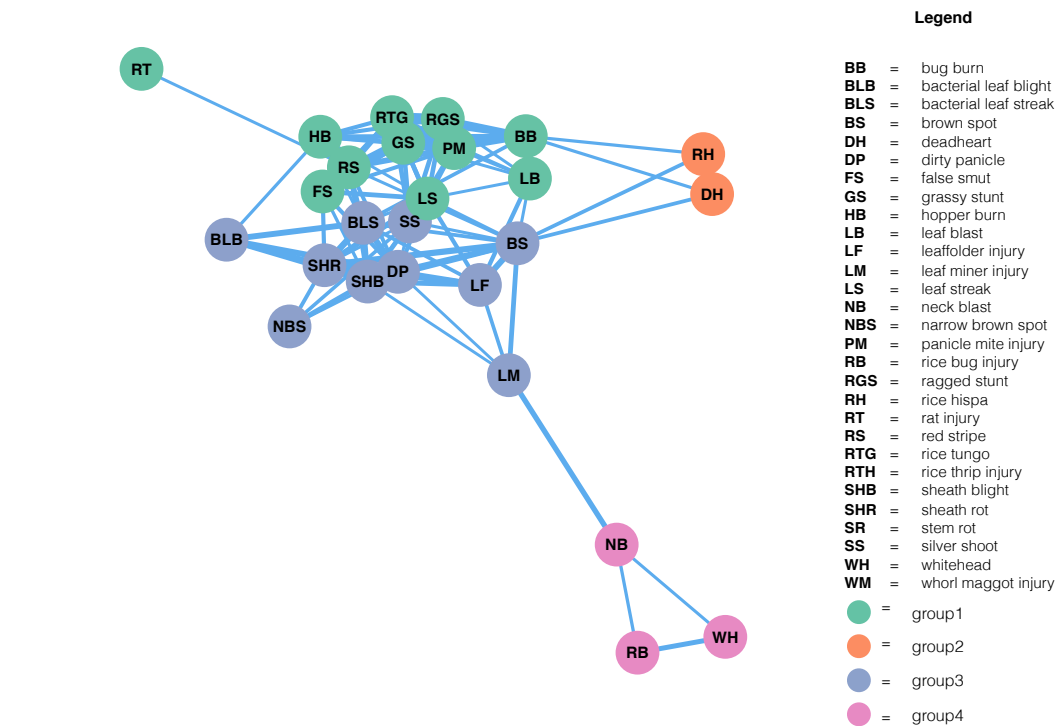 Legend
RT
RTG
RGS
HB
GS
PM
BB
RS
RH
FS
LS
LB
DH
BLS
SS
BLB
BS
SHR
SHB
DP
LF
NBS
LM
NB
RB
WH
BB = bug burn
BLB = bacterial leaf blight
BLS = bacterial leaf streak
BS = brown spot
DH = deadheart
DP = dirty panicle
FS = false smut
GS = grassy stunt
HB = hopper burn
LB = leaf blast
LF = leaffolder injury
LM = leaf miner injury
LS = leaf streak
NB = neck blast
NBS = narrow brown spot
PM = panicle mite injury
RB = rice bug injury
RGS = ragged stunt
RH = rice hispa
RT = rat injury
RS = red stripe
RTG = rice tungo
RTH = rice thrip injury
SHB = sheath blight
SHR = sheath rot
SR = stem rot
SS = silver shoot
WH = whitehead
WM = whorl maggot injury
= group1
= group2
= group3
= group4